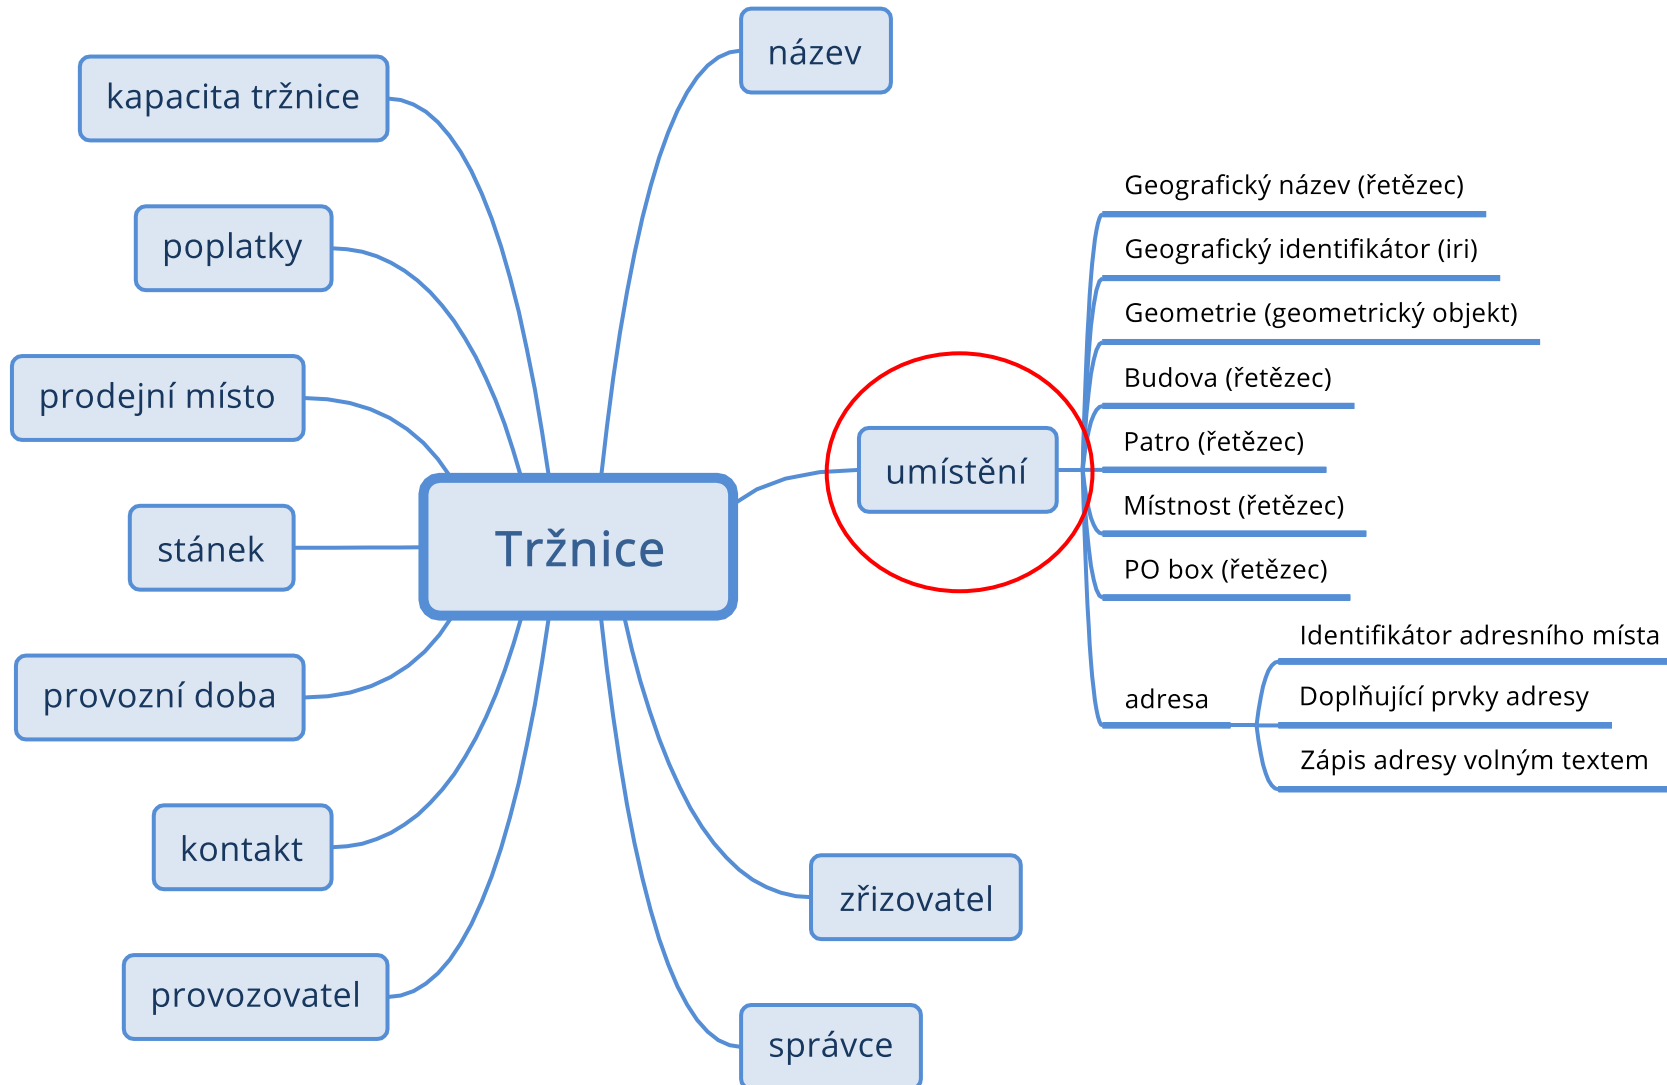 název
kapacita tržnice
poplatky
prodejní místo
stánek
provozní doba
kontakt
provozovatel
Tržnice
umístění
Geografický název (řetězec)
Geografický identifikátor (iri)
Geometrie (geometrický objekt)
Budova (řetězec)
Patro (řetězec)
Místnost (řetězec)
PO box (řetězec)
adresa
Identifikátor adresního místa
Doplňující prvky adresy
Zápis adresy volným textem
zřizovatel
správce